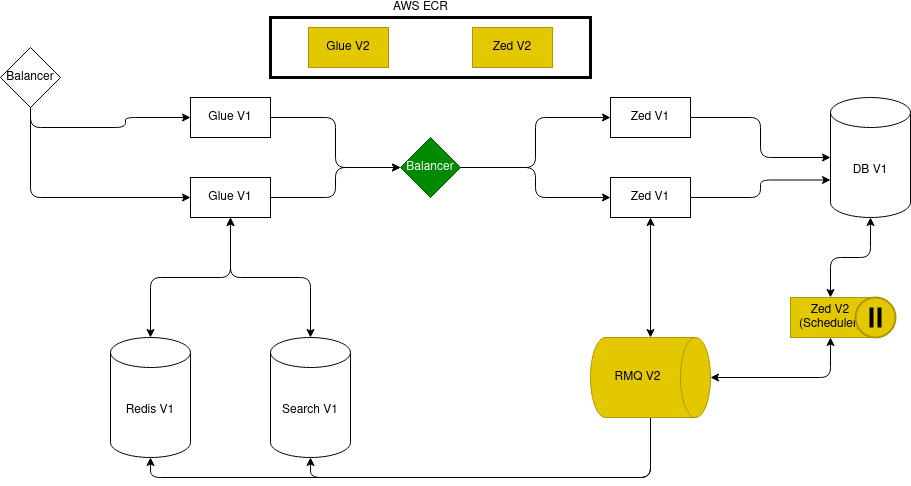 AWS ECR
Glue V2
Zed V2
Balancer
Glue V1
Zed V1
Balancer
DB V1
Glue V1
Zed V1
Zed V2
(Scheduler
RMQ V2
Redis V1
Search V1